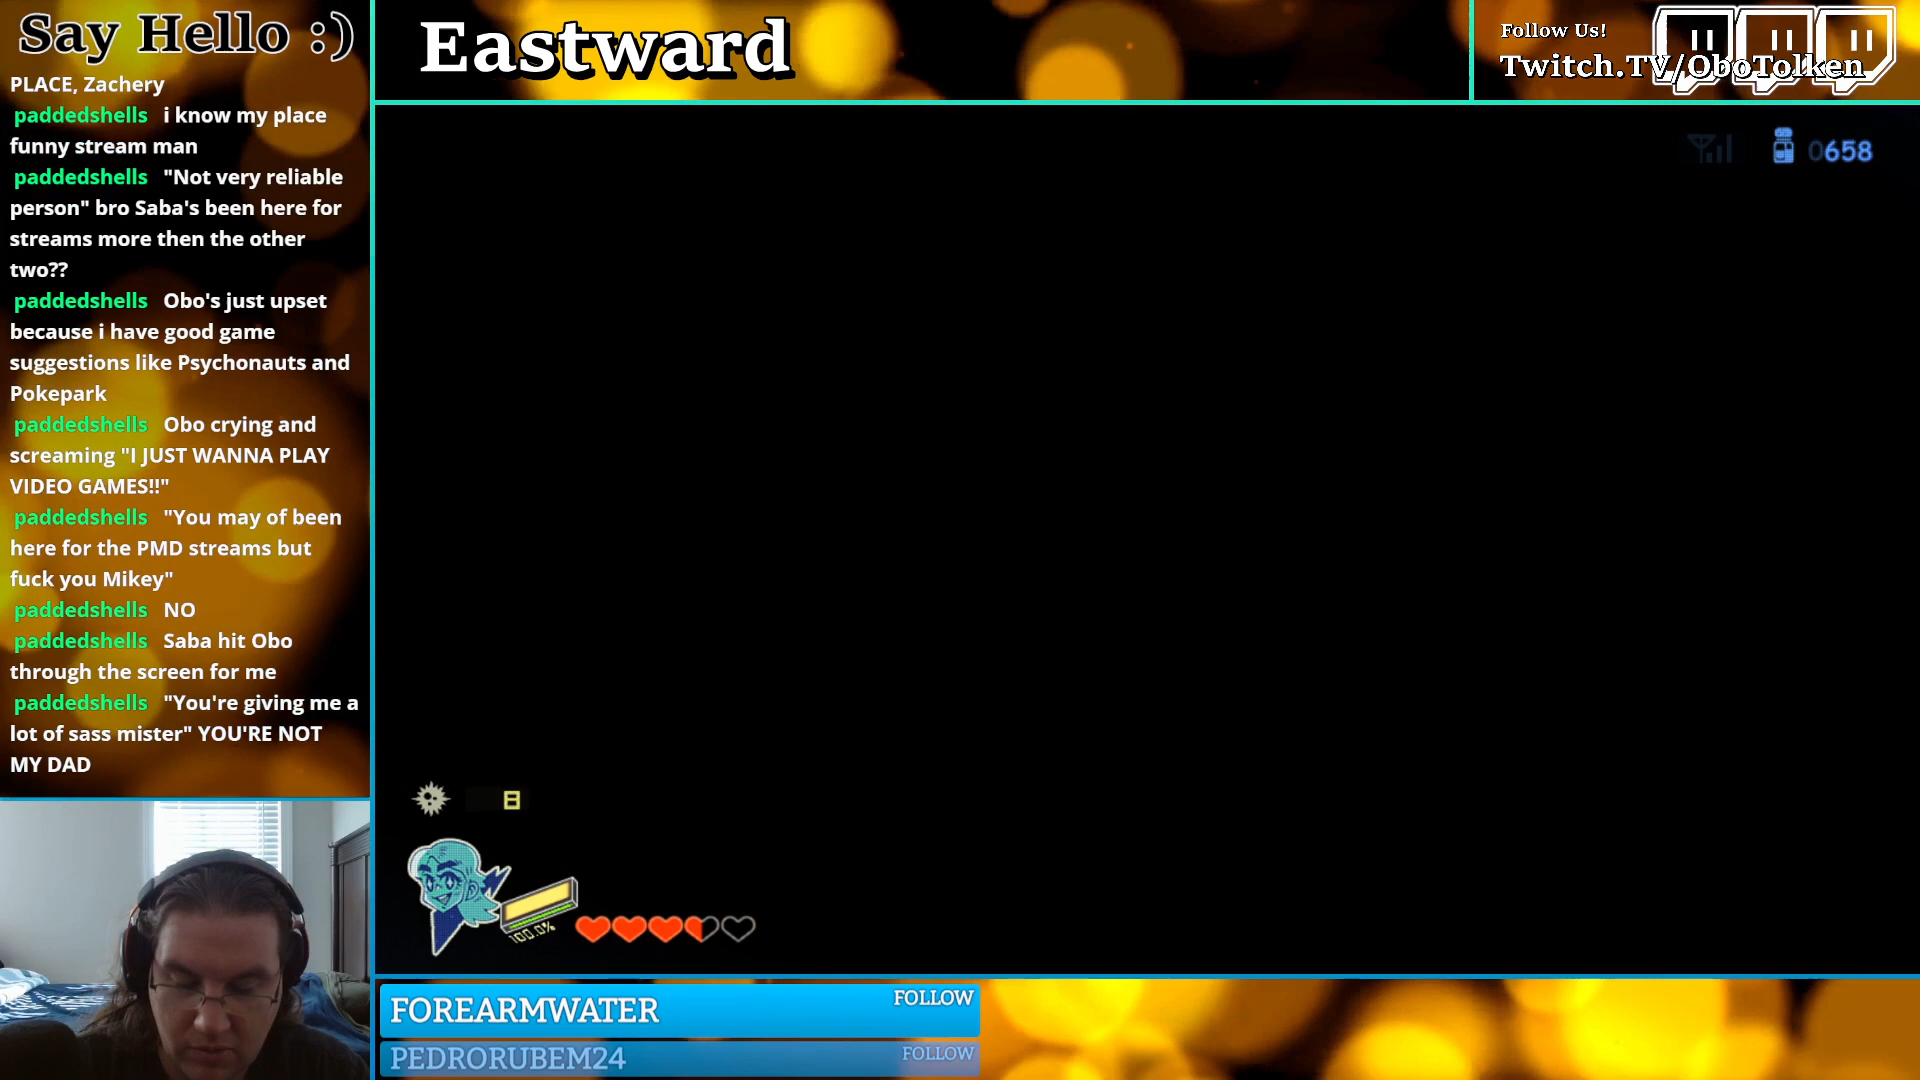 Say Hello :)
PLACE, Zachery
paddedshells i know my place
funny stream man
paddedshells "Not very reliable
person" bro Saba's been here for
streams more then the other
two??
paddedshells Obo's just upset
because i have good game
suggestions like Psychonauts and
Pokepark
paddedshells Obo crying and
screaming "I JUST WANNA PLAY
VIDEO GAMES!!"
paddedshells "You may of been
here for the PMD streams but
fuck you Mikey"
paddedshells NO
paddedshells Saba hit Obo
through the screen for me
paddedshells "You're giving me a
lot of sass mister" YOU'RE NOT
MY DAD
Eastward
Follow Us!
Twitch.TV/OboTolken
0658
8
100.0%
FOREARMWATER FOLLOW
PEDRORUBEM24 FOLLOW